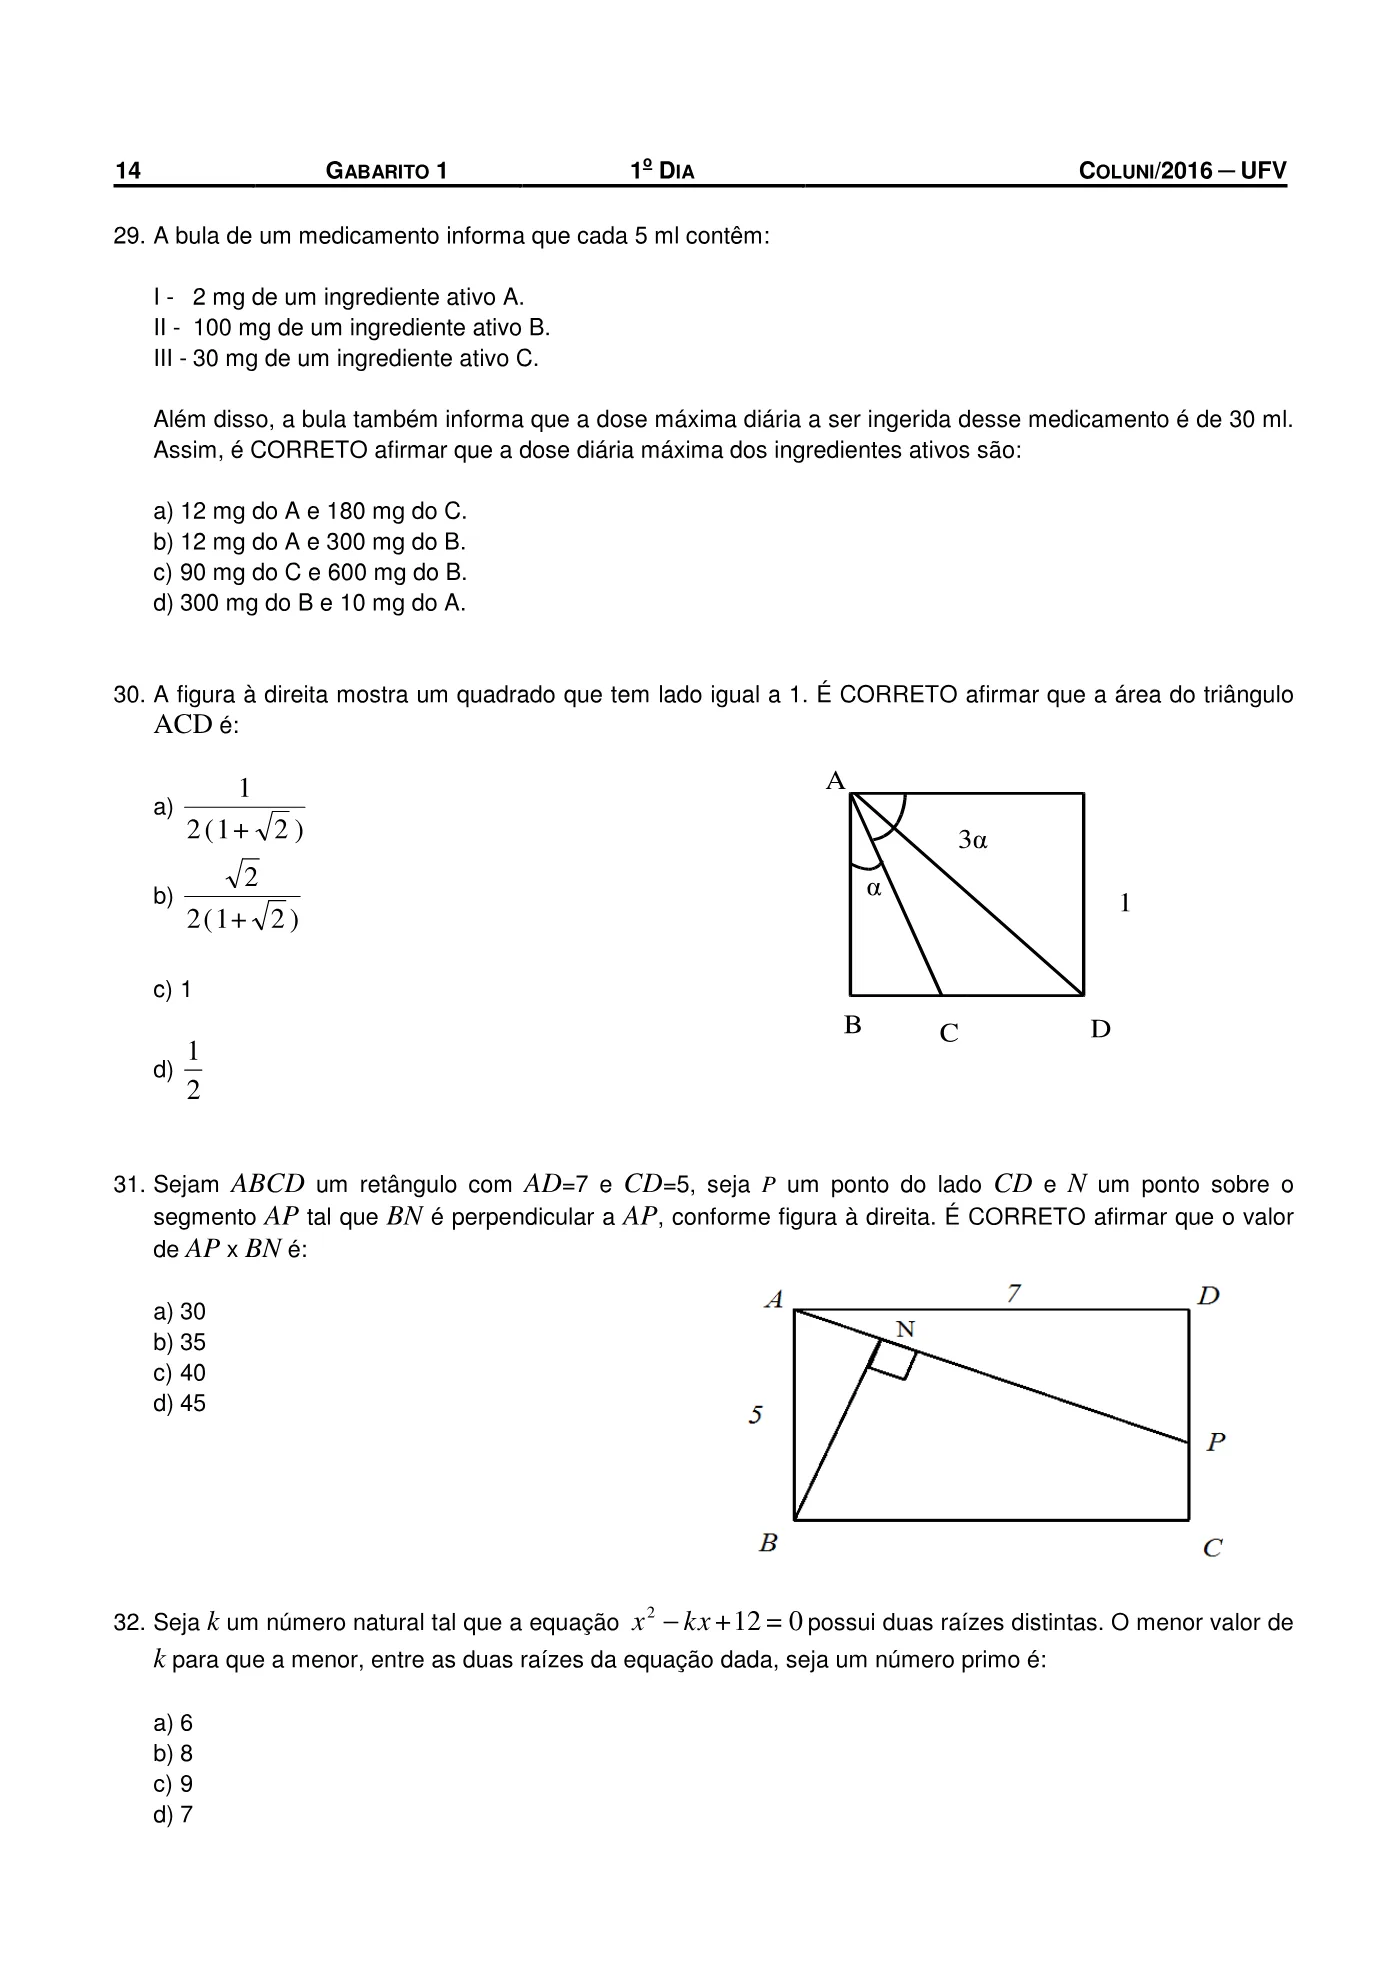 14 GABARITO 1 1º DIA COLUNI/2016 — UFV
29. A bula de um medicamento informa que cada 5 ml contêm:
I - 2 mg de um ingrediente ativo A.
II - 100 mg de um ingrediente ativo B.
III - 30 mg de um ingrediente ativo C.
Além disso, a bula também informa que a dose máxima diária a ser ingerida desse medicamento é de 30 ml.
Assim, é CORRETO afirmar que a dose diária máxima dos ingredientes ativos são:
a) 12 mg do A e 180 mg do C.
b) 12 mg do A e 300 mg do B.
c) 90 mg do C e 600 mg do B.
d) 300 mg do B e 10 mg do A.
30. A figura à direita mostra um quadrado que tem lado igual a 1. É CORRETO afirmar que a área do triângulo
ACD é:
a) 1 / 2(1+√2)
b) √2 / 2(1+√2)
c) 1
d) 1/2
A
3α
α
1
B C D
31. Sejam ABCD um retângulo com AD=7 e CD=5, seja P um ponto do lado CD e N um ponto sobre o
segmento AP tal que BN é perpendicular a AP, conforme figura à direita. É CORRETO afirmar que o valor
de AP x BN é:
a) 30
b) 35
c) 40
d) 45
A 7 D
N
5
P
B C
32. Seja k um número natural tal que a equação x² − kx + 12 = 0 possui duas raízes distintas. O menor valor de
k para que a menor, entre as duas raízes da equação dada, seja um número primo é:
a) 6
b) 8
c) 9
d) 7